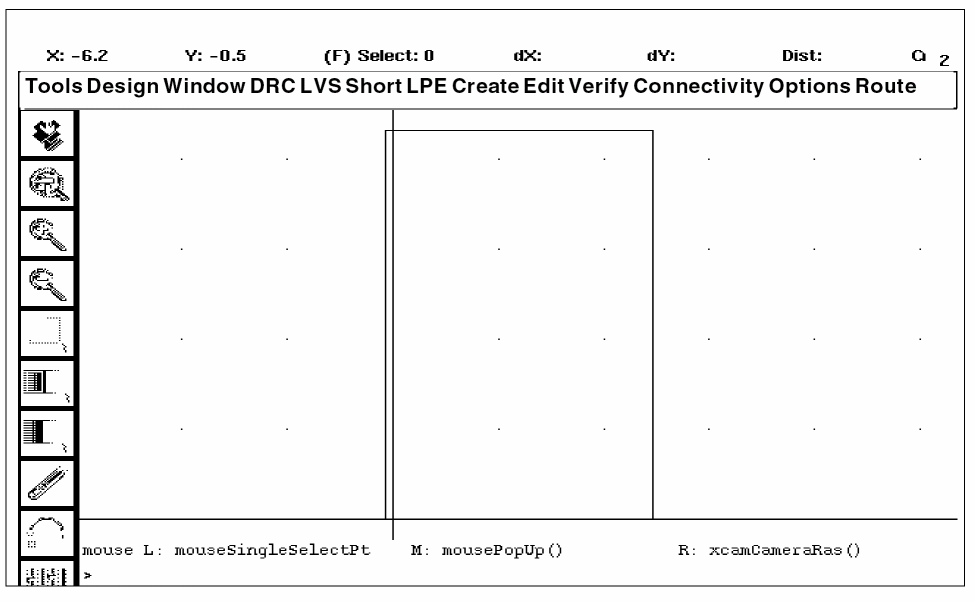 X: -6.2 Y: -0.5 (F) Select: 0 dX: dY: Dist: Q 2
Tools Design Window DRC LVS Short LPE Create Edit Verify Connectivity Options Route
mouse L: mouseSingleSelectPt M: mousePopUp() R: xcamCameraRas()
>